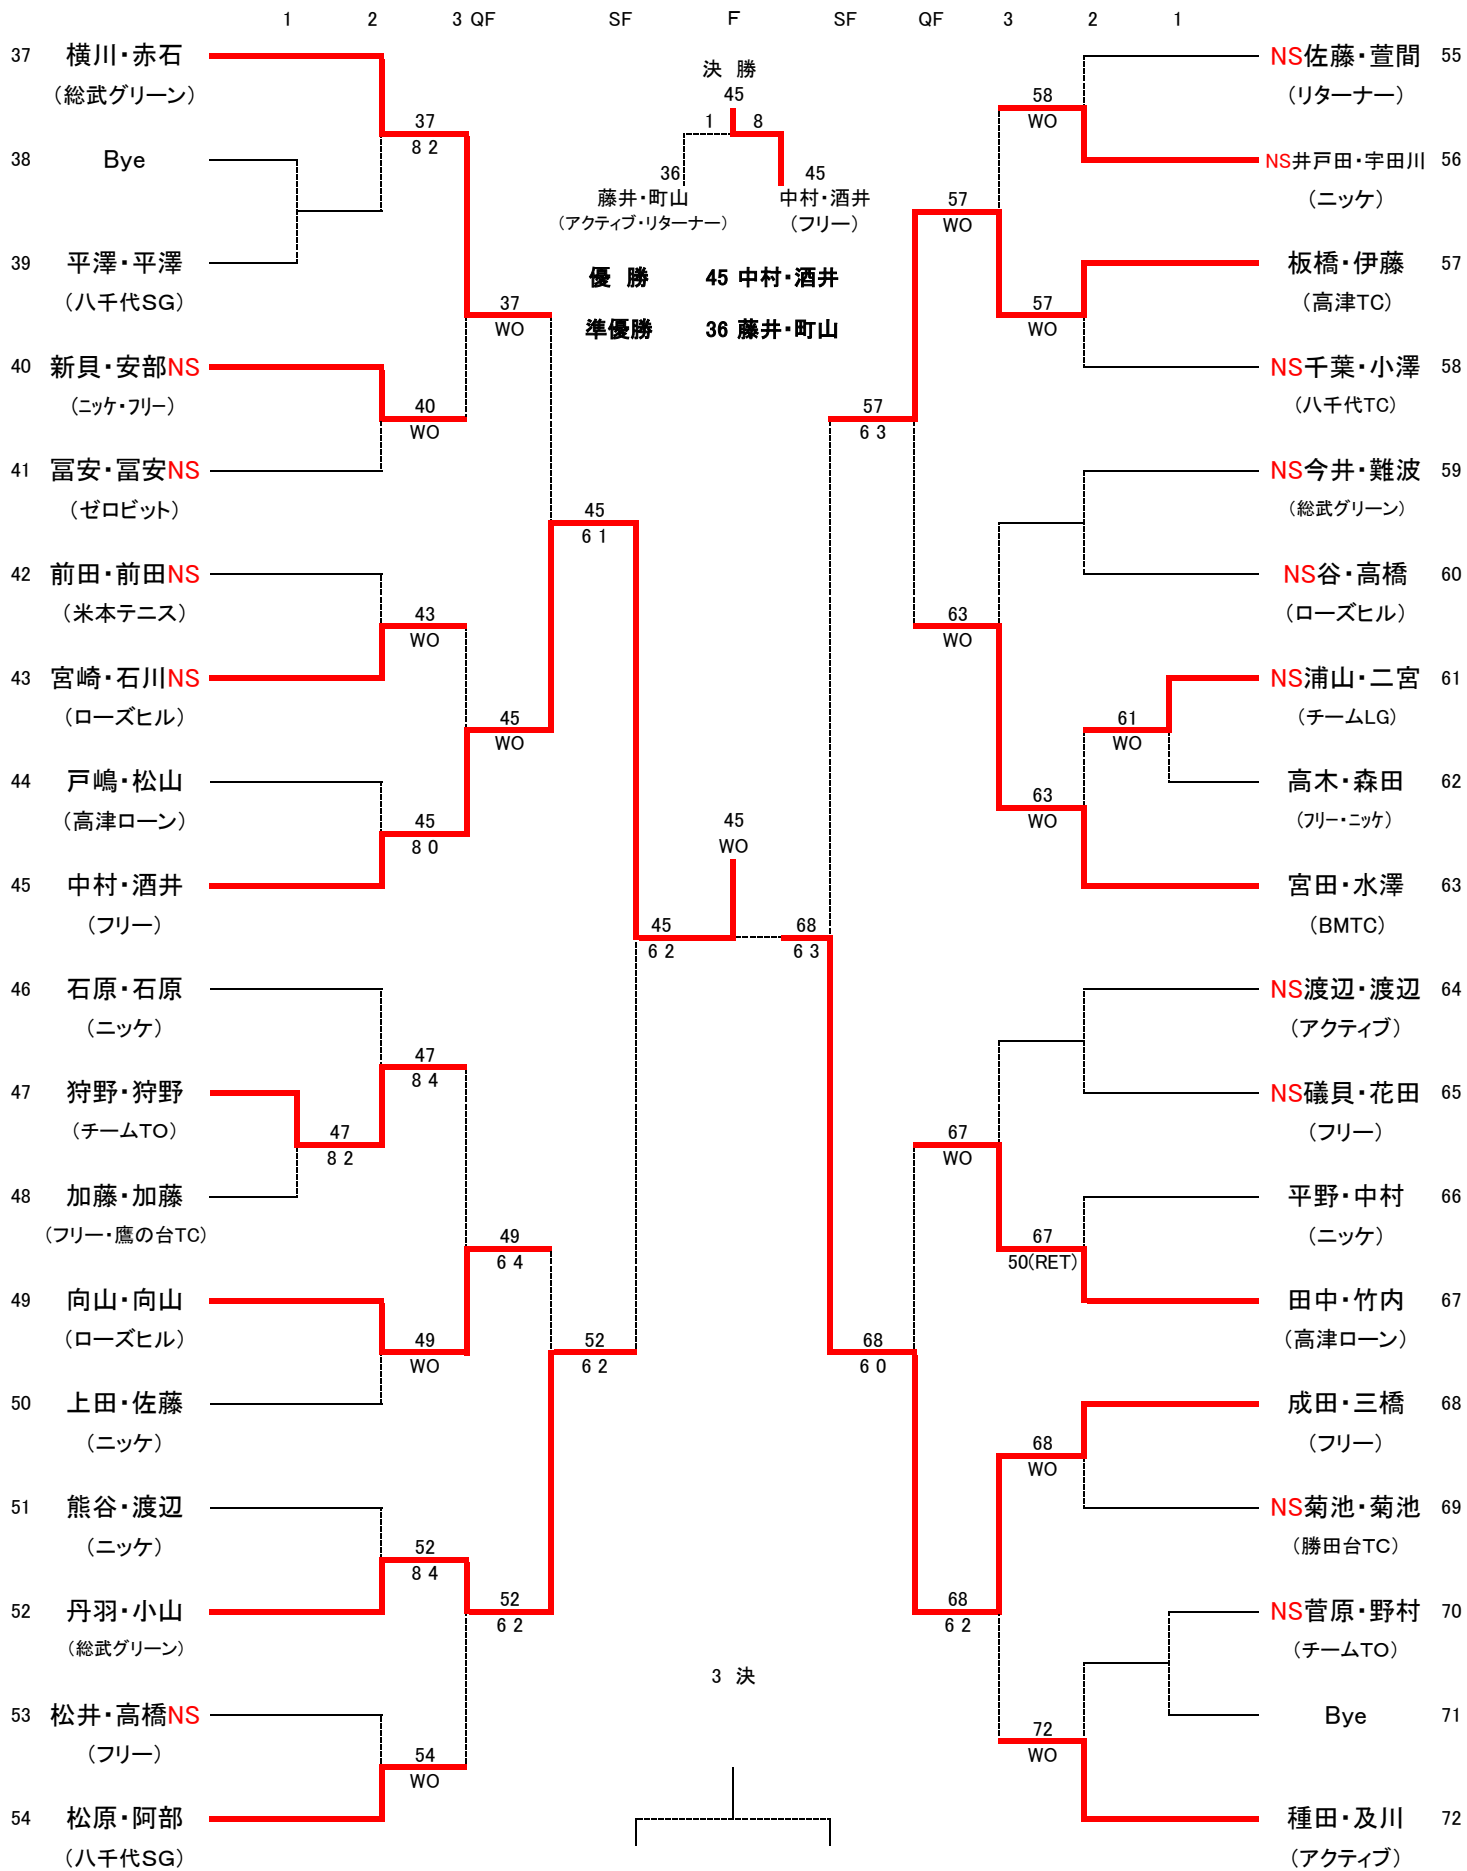 1 2 3 QF SF F SF QF 3 2 1
決 勝
45
1 8
36 45
藤井・町山 中村・酒井
（アクティブ・リターナー） （フリー）
優 勝 45 中村・酒井
準優勝 36 藤井・町山
37 横川・赤石
（総武グリーン）
37
8 2
38 Bye
39 平澤・平澤
（八千代SG）
37
WO
40 新貝・安部NS
（ニッケ・フリー）
40
WO
41 冨安・冨安NS
（ゼロビット）
45
6 1
42 前田・前田NS
（米本テニス）
43
WO
43 宮崎・石川NS
（ローズヒル）
45
WO
44 戸嶋・松山
（高津ローン）
45
8 0
45 中村・酒井
（フリー）
45
6 2
46 石原・石原
（ニッケ）
47
8 4
47 狩野・狩野
（チームTO）
47
8 2
48 加藤・加藤
（フリー・鷹の台TC）
49
6 4
49 向山・向山
（ローズヒル）
49
WO
50 上田・佐藤
（ニッケ）
52
6 2
51 熊谷・渡辺
（ニッケ）
52
8 4
52 丹羽・小山
（総武グリーン）
52
6 2
53 松井・高橋NS
（フリー）
54
WO
54 松原・阿部
（八千代SG）
45
WO
3 決
NS佐藤・萱間 55
（リターナー）
58
WO
NS井戸田・宇田川 56
（ニッケ）
57
WO
板橋・伊藤 57
（高津TC）
57
WO
NS千葉・小澤 58
（八千代TC）
57
6 3
NS今井・難波 59
（総武グリーン）
NS谷・高橋 60
（ローズヒル）
63
WO
NS浦山・二宮 61
（チームLG）
61
WO
高木・森田 62
（フリー・ニッケ）
63
WO
宮田・水澤 63
（BMTC）
68
6 3
NS渡辺・渡辺 64
（アクティブ）
NS礒貝・花田 65
（フリー）
67
WO
平野・中村 66
（ニッケ）
67
50(RET)
田中・竹内 67
（高津ローン）
68
6 0
成田・三橋 68
（フリー）
68
WO
NS菊池・菊池 69
（勝田台TC）
68
6 2
NS菅原・野村 70
（チームTO）
Bye 71
72
WO
種田・及川 72
（アクティブ）